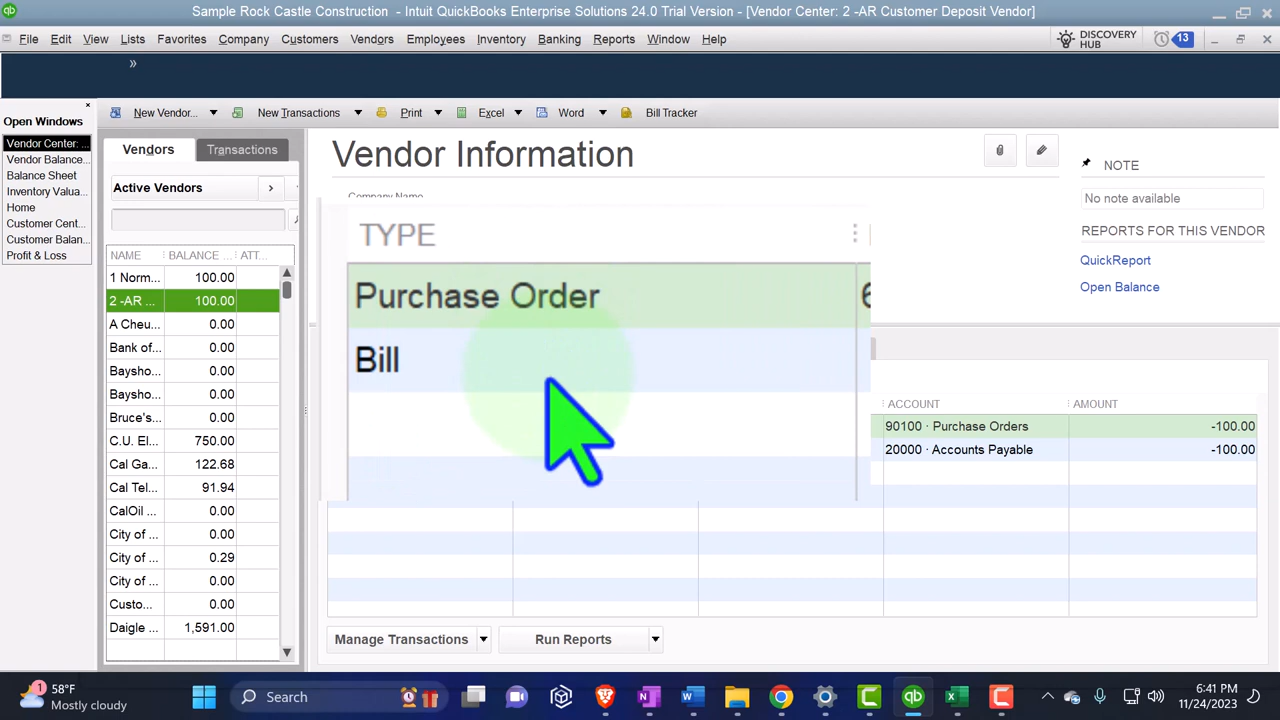 Sample Rock Castle Construction - Intuit QuickBooks Enterprise Solutions 24.0 Trial Version - [Vendor Center: 2 -AR Customer Deposit Vendor]
File Edit View Lists Favorites Company Customers Vendors Employees Inventory Banking Reports Window Help
DISCOVERY HUB
13
»
Open Windows
Vendor Center: ...
Vendor Balance...
Balance Sheet
Inventory Valua...
Home
Customer Cent...
Customer Balan...
Profit & Loss
New Vendor... New Transactions Print Excel Word Bill Tracker
Vendors Transactions
Active Vendors
NAME BALANCE ... ATT...
1 Norm... 100.00
2 -AR ... 100.00
A Cheu... 0.00
Bank of... 0.00
Baysho... 0.00
Baysho... 0.00
Bruce's... 0.00
C.U. El... 750.00
Cal Ga... 122.68
Cal Tel... 91.94
CalOil ... 0.00
City of ... 0.00
City of ... 0.29
City of ... 0.00
Custo... 0.00
Daigle ... 1,591.00
Vendor Information
Company Name
TYPE
Purchase Order
Bill
NOTE
No note available
REPORTS FOR THIS VENDOR
QuickReport
Open Balance
ACCOUNT AMOUNT
90100 · Purchase Orders -100.00
20000 · Accounts Payable -100.00
Manage Transactions Run Reports
1
58°F
Mostly cloudy
Search
6:41 PM
11/24/2023